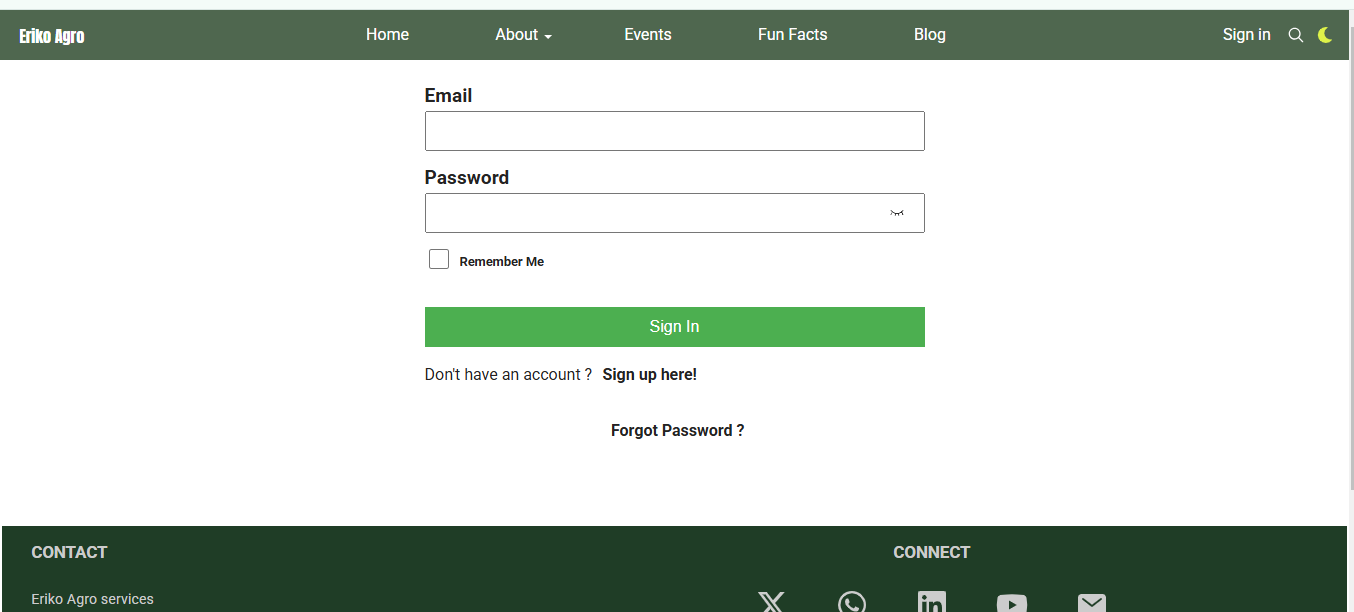 Eriko Agro Home About Events Fun Facts Blog Sign in
Email
Password
Remember Me
Sign In
Don't have an account ? Sign up here!
Forgot Password ?
CONTACT CONNECT
Eriko Agro services